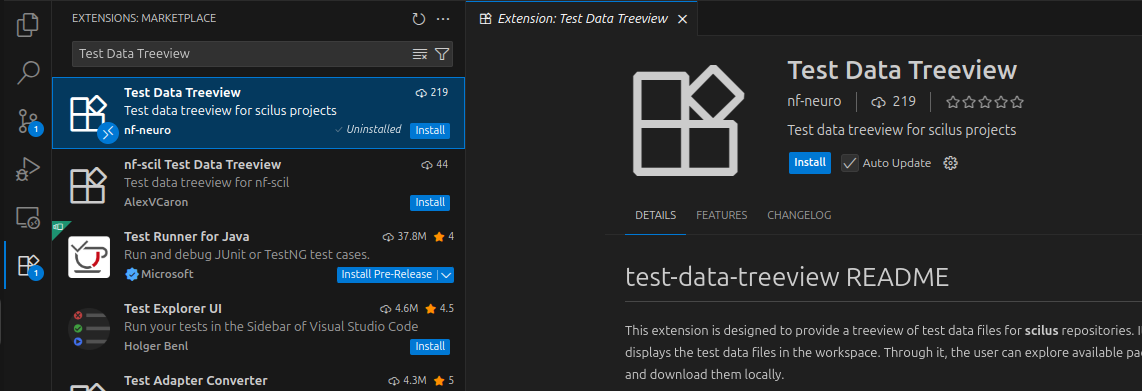 EXTENSIONS: MARKETPLACE
Test Data Treeview
Test Data Treeview 219
Test data treeview for scilus projects
nf-neuro Uninstalled Install
nf-scil Test Data Treeview 44
Test data treeview for nf-scil
AlexVCaron Install
Test Runner for Java 37.8M 4
Run and debug JUnit or TestNG test cases.
Microsoft Install Pre-Release
Test Explorer UI 4.6M 4.5
Run your tests in the Sidebar of Visual Studio Code
Holger Benl Install
Test Adapter Converter 4.3M 5
1
1
Extension: Test Data Treeview
Test Data Treeview
nf-neuro 219
Test data treeview for scilus projects
Install Auto Update
DETAILS FEATURES CHANGELOG
test-data-treeview README
This extension is designed to provide a treeview of test data files for scilus repositories.
displays the test data files in the workspace. Through it, the user can explore available
and download them locally.